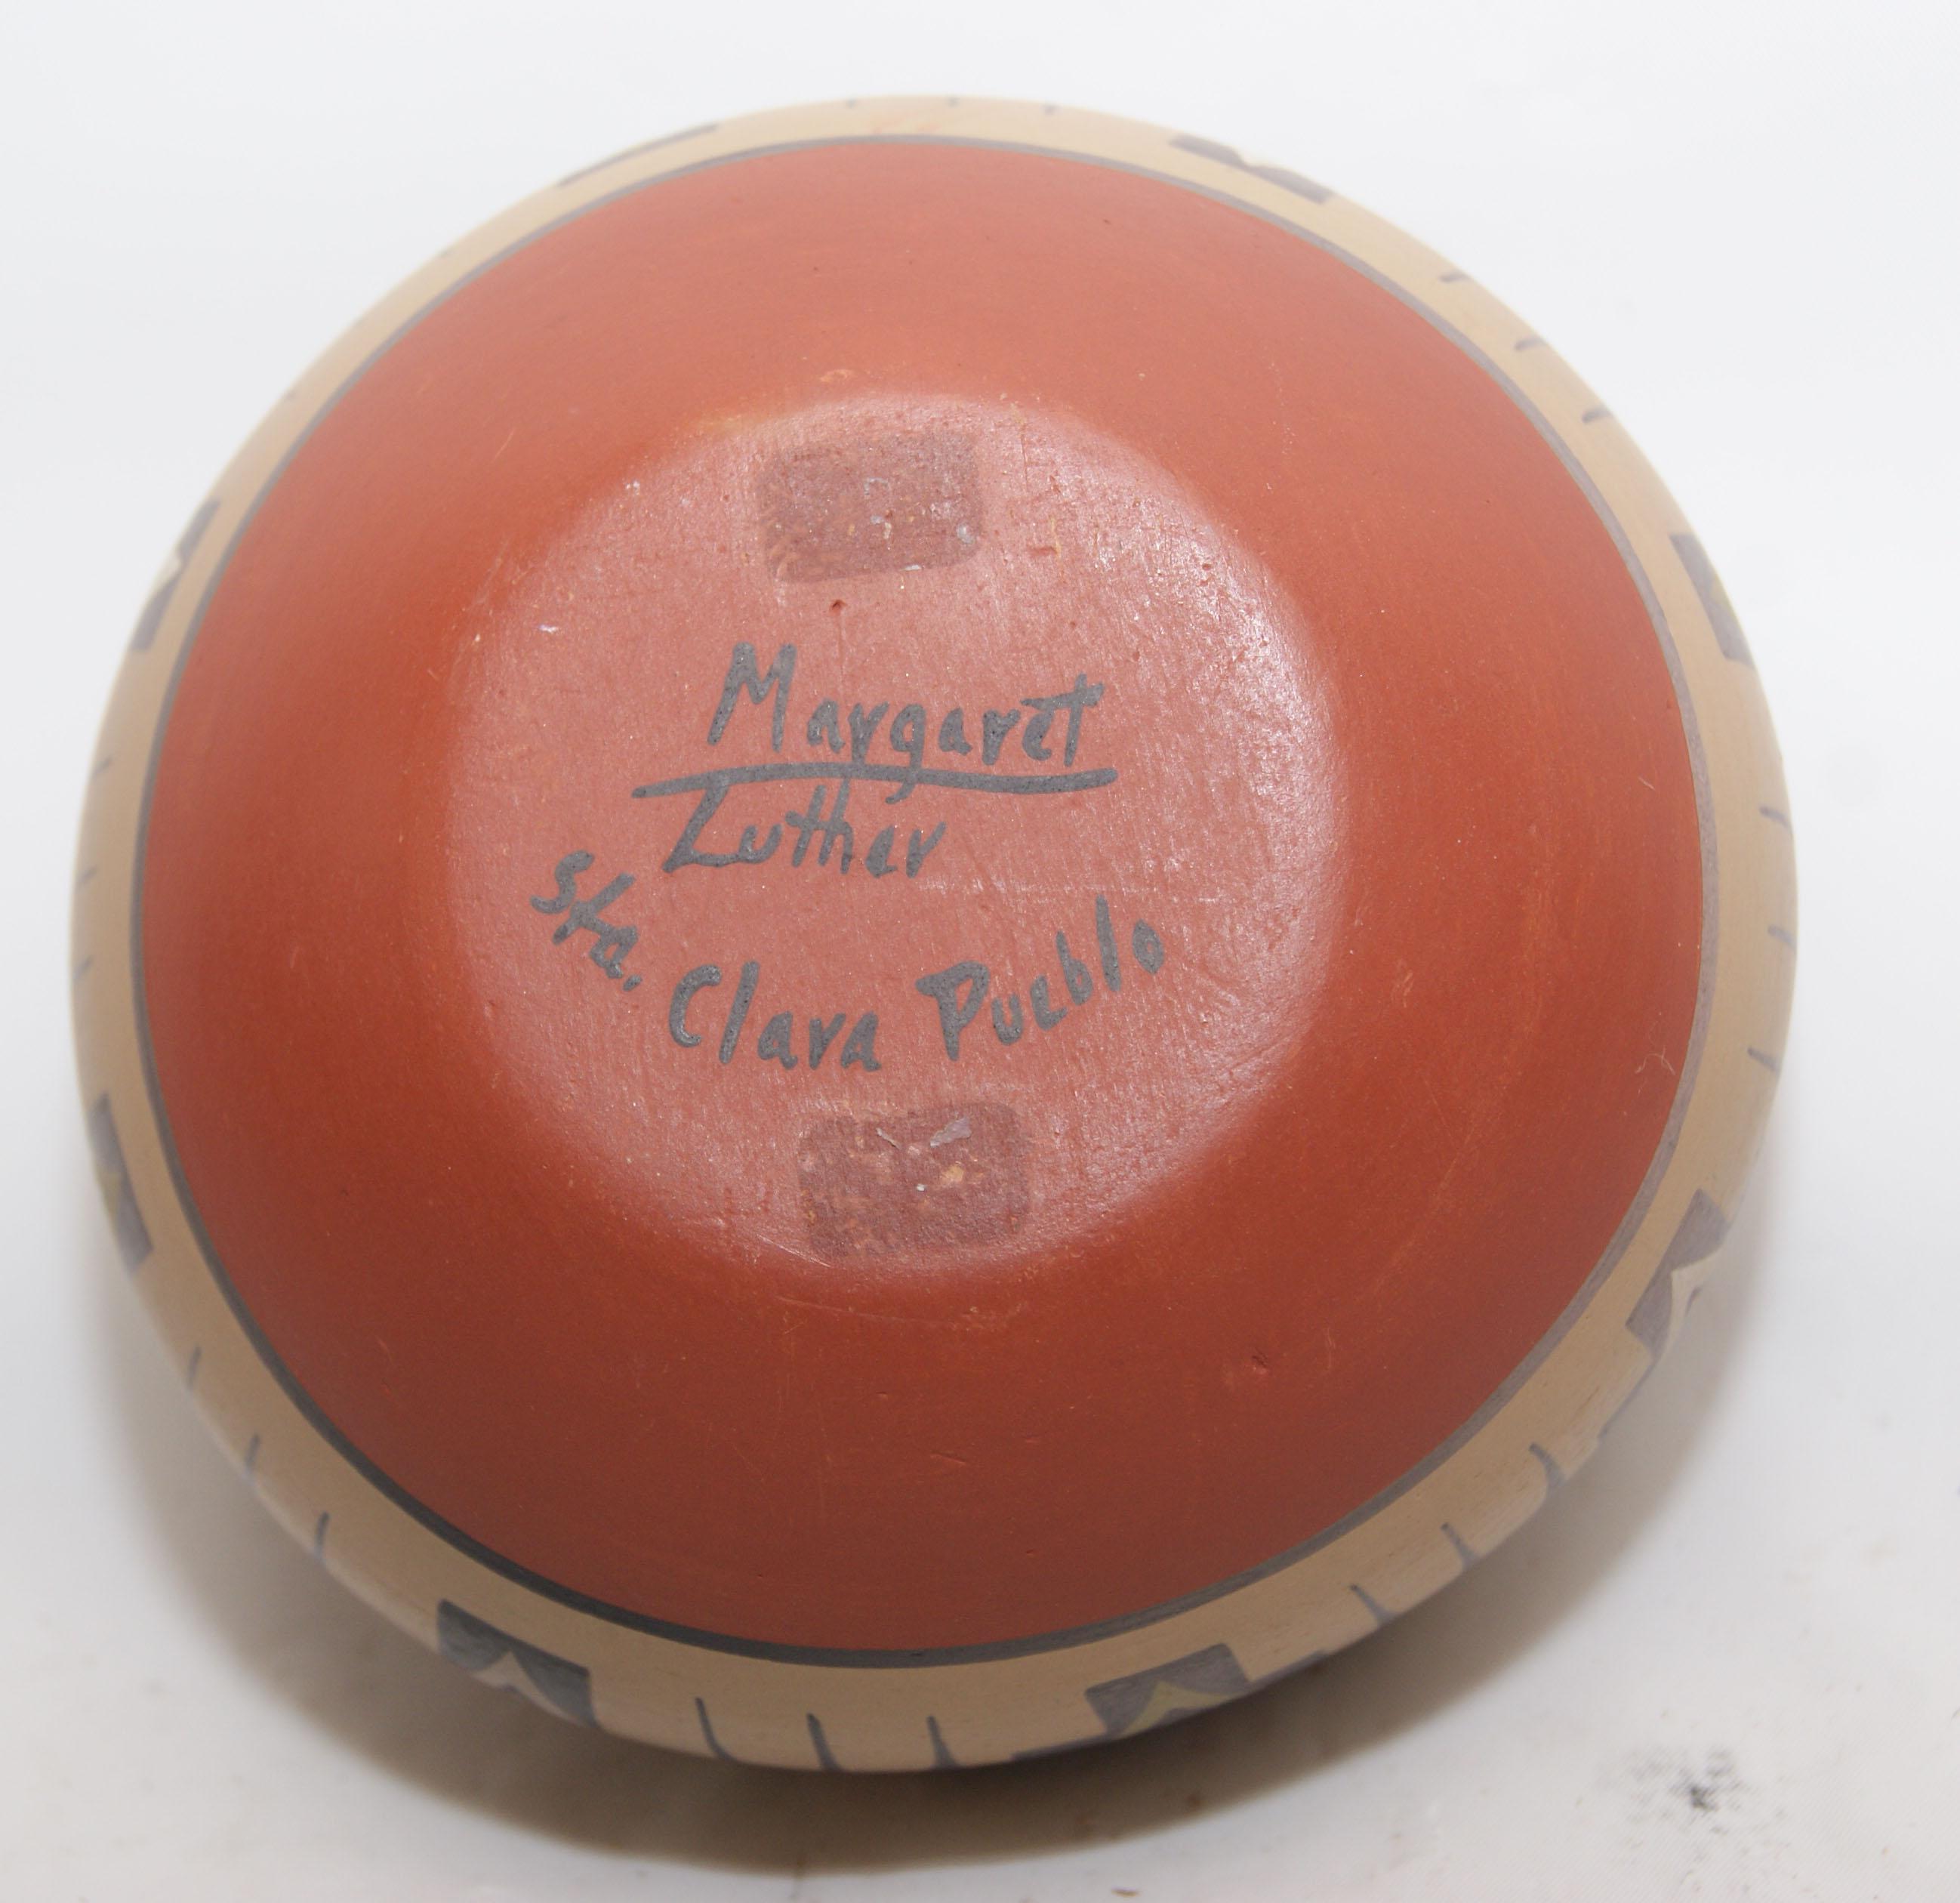 Margaret
Luther
Sta. Clara Pueblo